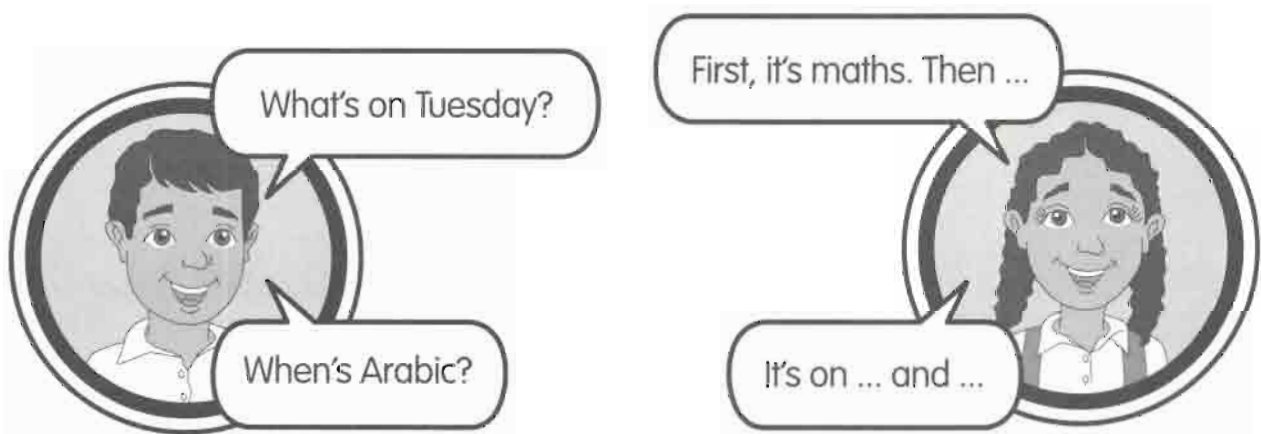 What's on Tuesday?
First, it's maths. Then ...
When's Arabic?
It's on ... and ...